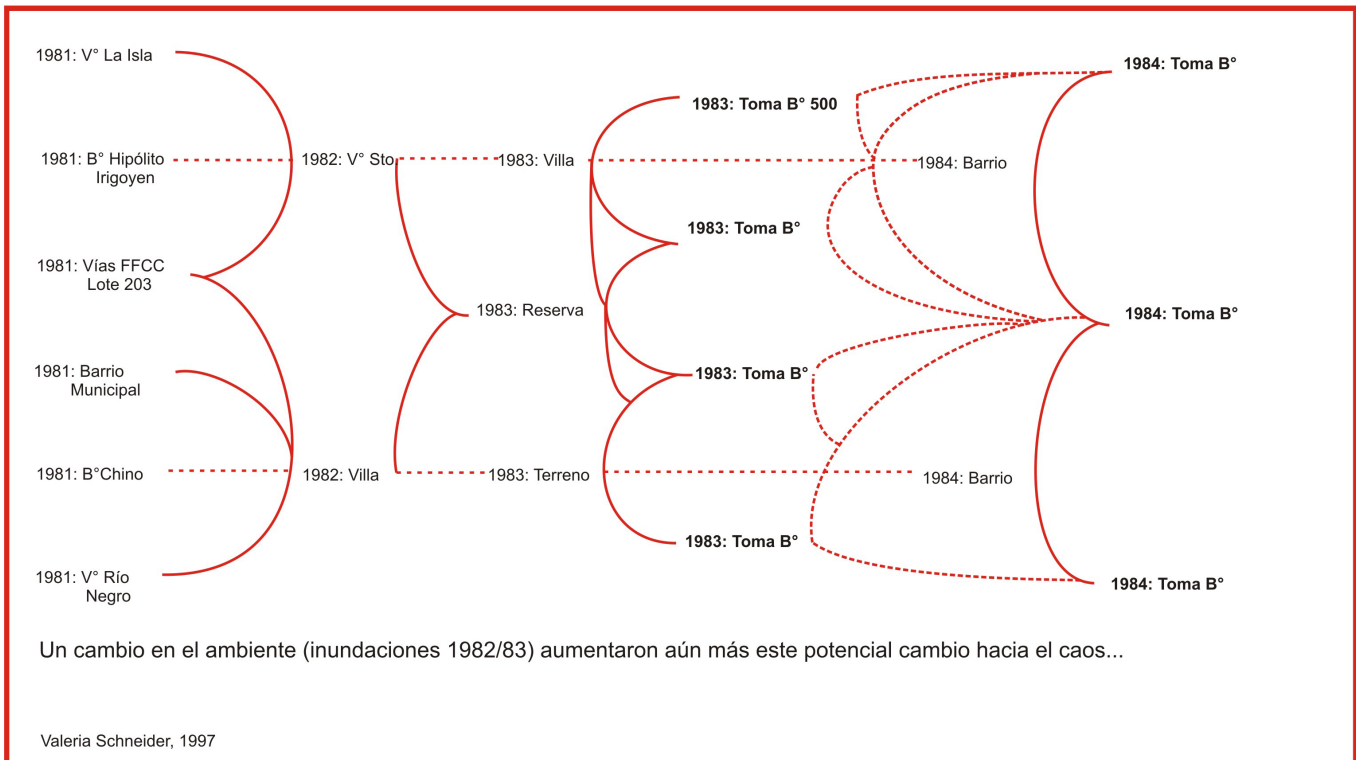 1981: V° La Isla
1981: B° Hipólito
Irigoyen
1981: Vías FFCC
Lote 203
1981: Barrio
Municipal
1981: B°Chino
1981: V° Río
Negro
1982: V° Sto
1982: Villa
1983: Villa
1983: Reserva
1983: Terreno
1983: Toma B° 500
1983: Toma B°
1983: Toma B°
1983: Toma B°
1984: Barrio
1984: Barrio
1984: Toma B°
1984: Toma B°
1984: Toma B°
Un cambio en el ambiente (inundaciones 1982/83) aumentaron aún más este potencial cambio hacia el caos...
Valeria Schneider, 1997